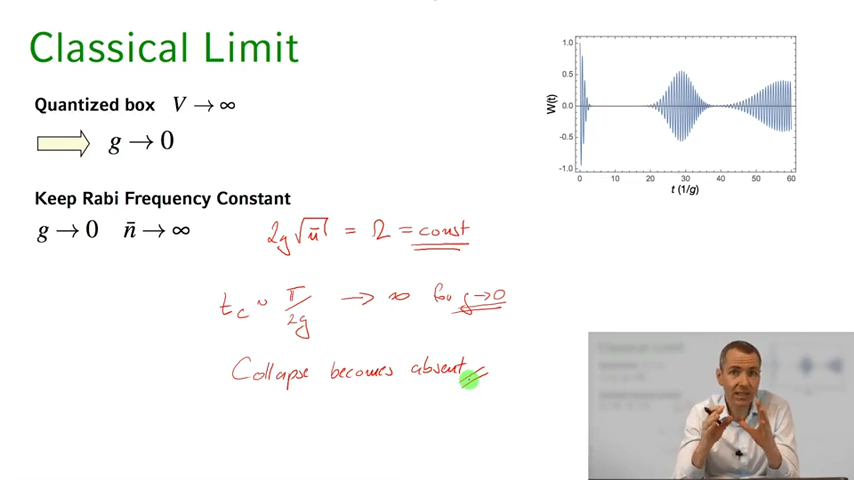 Classical Limit
Quantized box V → ∞
g → 0
Keep Rabi Frequency Constant
g → 0 n̄ → ∞
2g√n̄ = Ω = const
t_c ~ π/2g → ∞ for g→0
Collapse becomes absent
1.0
0.5
0.0
-0.5
-1.0
W(t)
0 10 20 30 40 50 60
t (1/g)